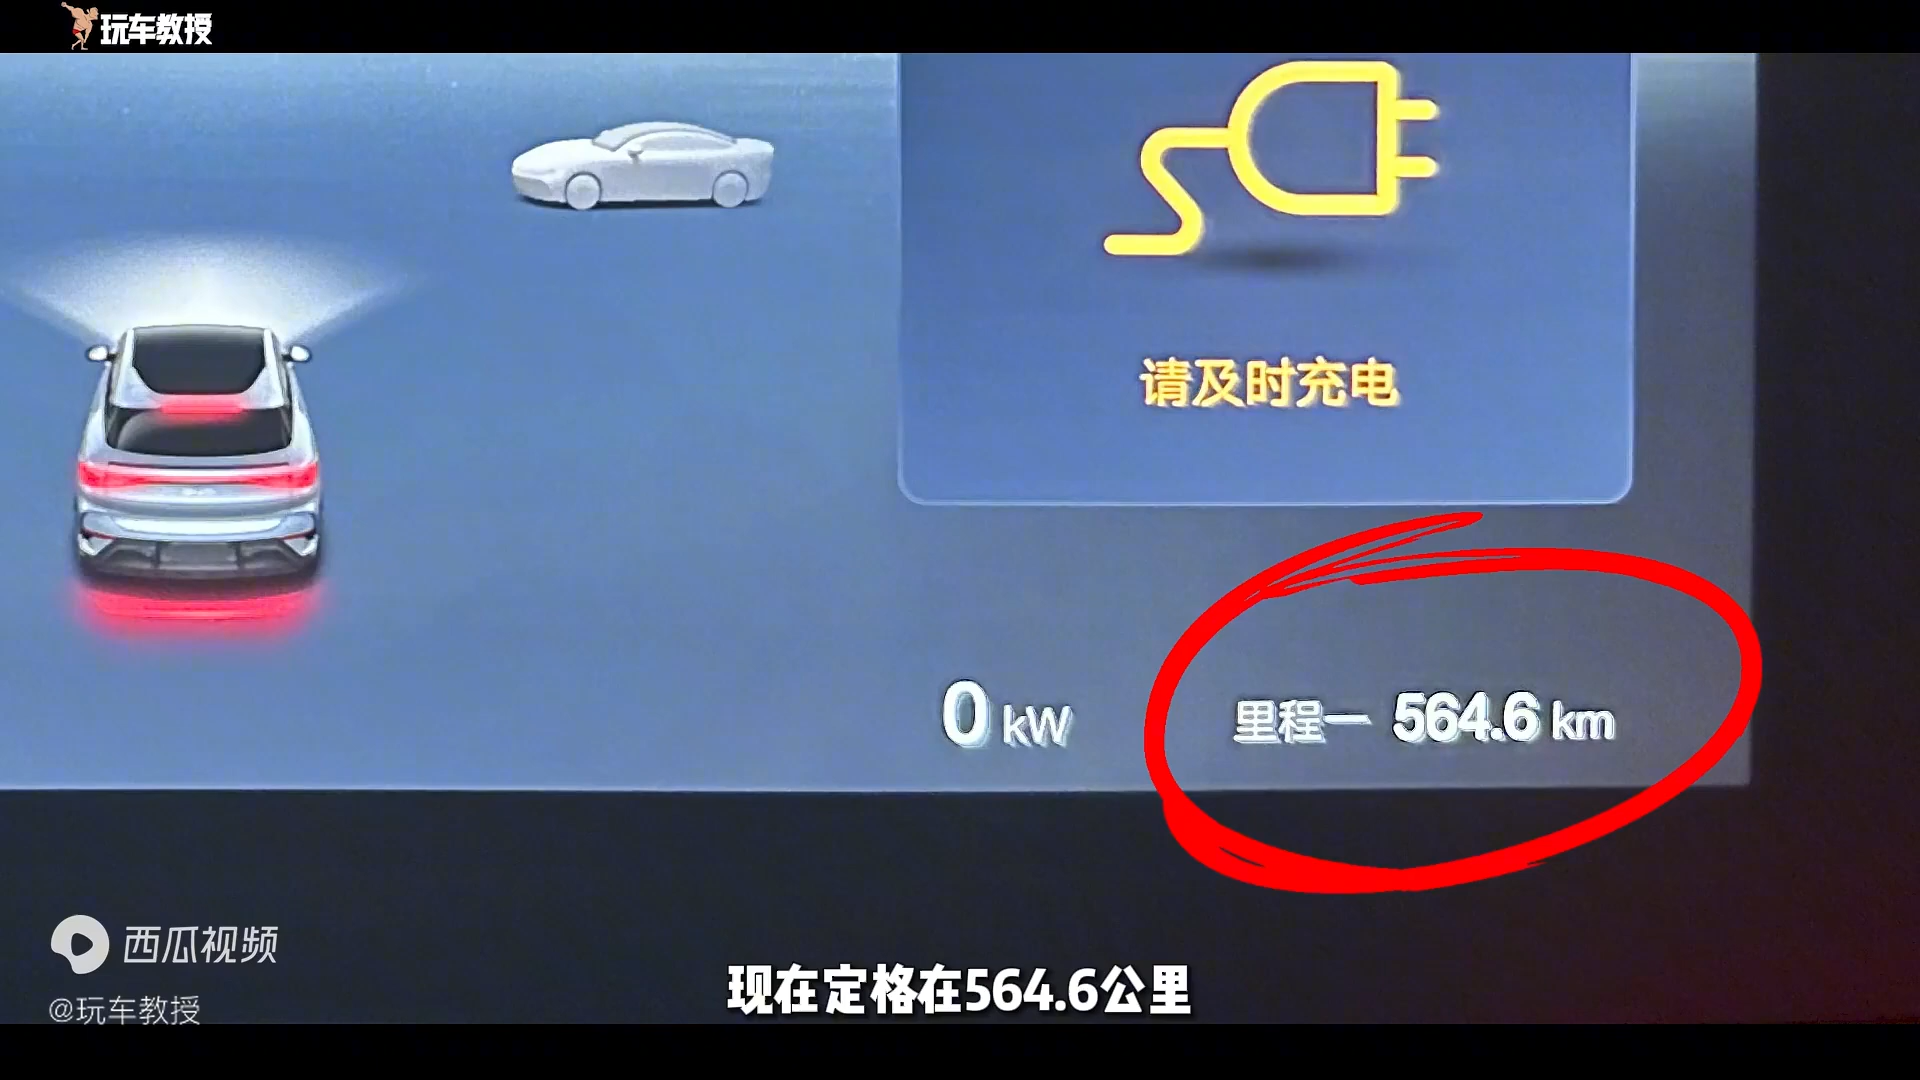 玩车教授
请及时充电
0 kW
里程一 564.6 km
西瓜视频
现在定格在564.6公里
@玩车教授